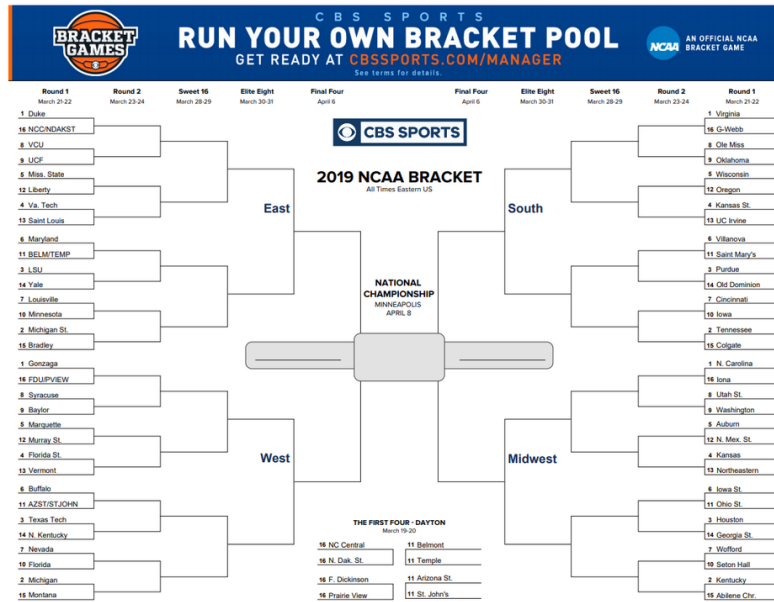 CBS SPORTS
BRACKET
GAMES
RUN YOUR OWN BRACKET POOL
GET READY AT CBSSPORTS.COM/MANAGER
See terms for details.
NCAA
AN OFFICIAL NCAA
BRACKET GAME
Round 1 Round 2 Sweet 16 Elite Eight Final Four Final Four Elite Eight Sweet 16 Round 2 Round 1
March 21-22 March 23-24 March 28-29 March 30-31 April 6 April 6 March 30-31 March 28-29 March 23-24 March 21-22
CBS SPORTS
2019 NCAA BRACKET
All Times Eastern US
East
1 Duke
16 NCC/NDAKST
8 VCU
9 UCF
5 Miss. State
12 Liberty
4 Va. Tech
13 Saint Louis
6 Maryland
11 BELM/TEMP
3 LSU
14 Yale
7 Louisville
10 Minnesota
2 Michigan St.
15 Bradley
West
1 Gonzaga
16 FDU/PVIEW
8 Syracuse
9 Baylor
5 Marquette
12 Murray St.
4 Florida St.
13 Vermont
6 Buffalo
11 AZST/STJOHN
3 Texas Tech
14 N. Kentucky
7 Nevada
10 Florida
2 Michigan
15 Montana
NATIONAL
CHAMPIONSHIP
MINNEAPOLIS
APRIL 8
South
1 Virginia
16 G-Webb
8 Ole Miss
9 Oklahoma
5 Wisconsin
12 Oregon
4 Kansas St.
13 UC Irvine
6 Villanova
11 Saint Mary's
3 Purdue
14 Old Dominion
7 Cincinnati
10 Iowa
2 Tennessee
15 Colgate
Midwest
1 N. Carolina
16 Iona
8 Utah St.
9 Washington
5 Auburn
12 N. Mex. St.
4 Kansas
13 Northeastern
6 Iowa St.
11 Ohio St.
3 Houston
14 Georgia St.
7 Wofford
10 Seton Hall
2 Kentucky
15 Abilene Chr.
THE FIRST FOUR - DAYTON
March 19-20
16 NC Central
16 N. Dak. St.
16 F. Dickinson
16 Prairie View
11 Belmont
11 Temple
11 Arizona St.
11 St. John's